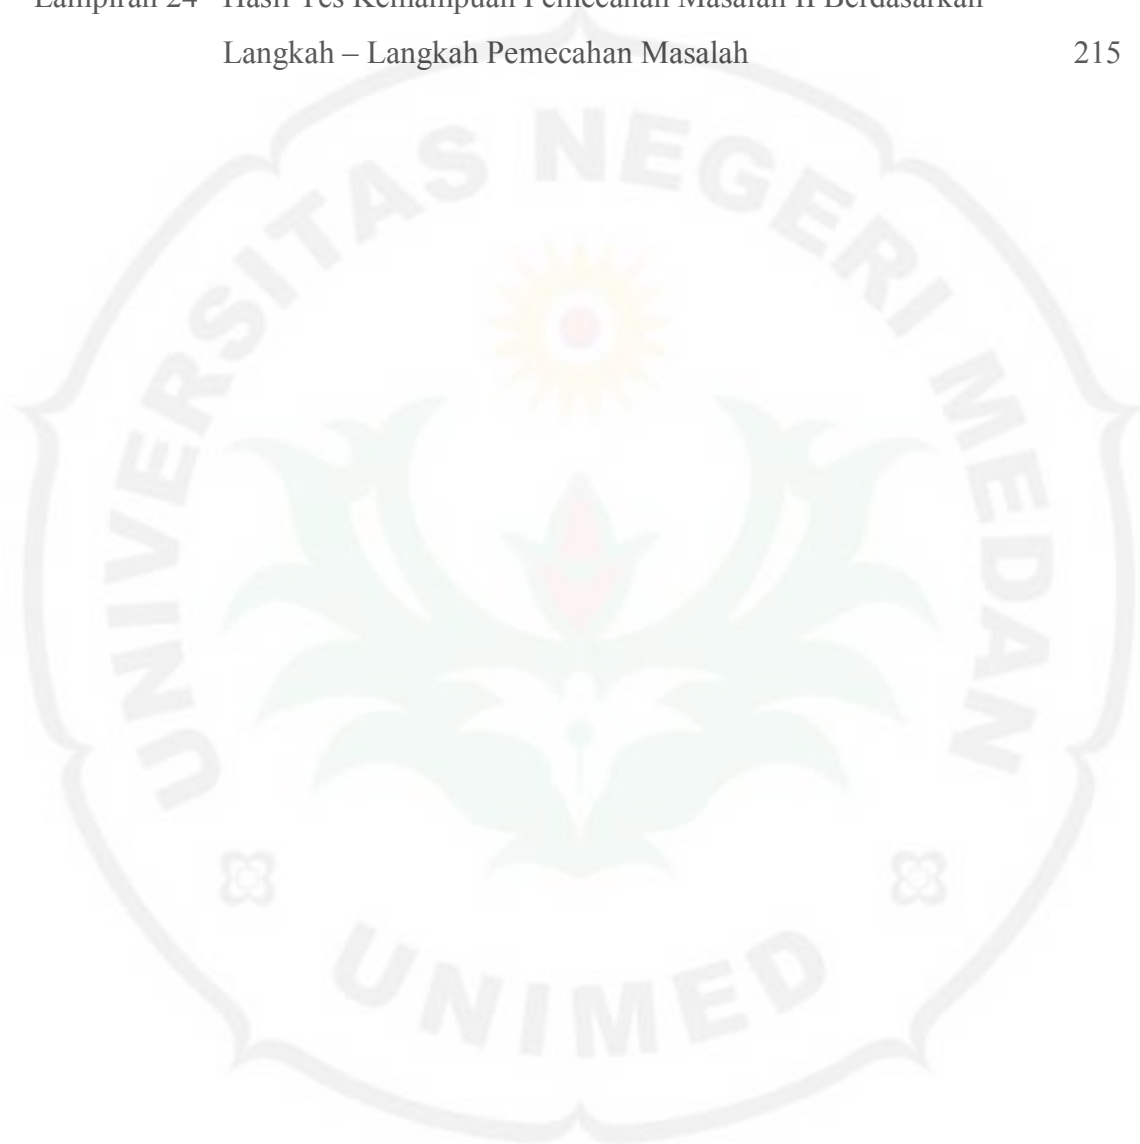 Lampiran 24 Hasil Tes Kemampuan Pemecahan Masalah II Berdasarkan
Langkah – Langkah Pemecahan Masalah 215
UNIVERSITAS NEGERI MEDAN
UNIMED